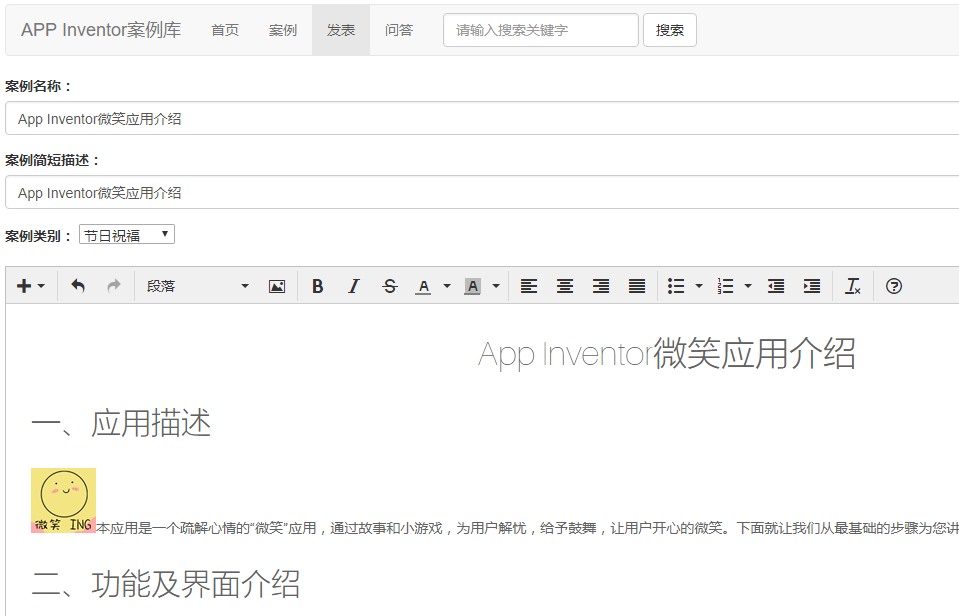 APP Inventor案例库 首页 案例 发表 问答 请输入搜索关键字 搜索
案例名称：
App Inventor微笑应用介绍
案例简短描述：
App Inventor微笑应用介绍
案例类别： 节日祝福
段落 B I S A A
App Inventor微笑应用介绍
一、应用描述
微笑 ING
本应用是一个疏解心情的"微笑"应用，通过故事和小游戏，为用户解忧，给予鼓舞，让用户开心的微笑。下面就让我们从最基础的步骤为您讲
二、功能及界面介绍